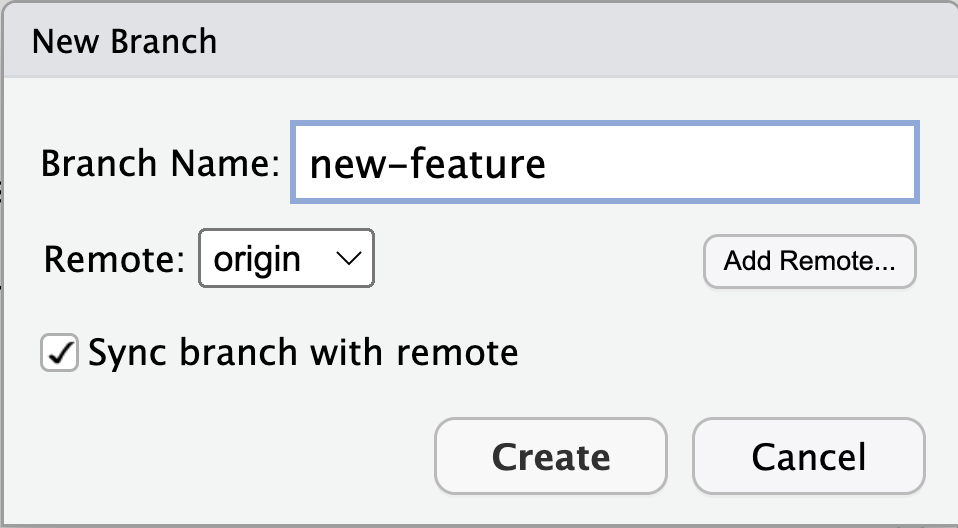 New Branch
Branch Name: new-feature
Remote: origin Add Remote...
Sync branch with remote
Create Cancel